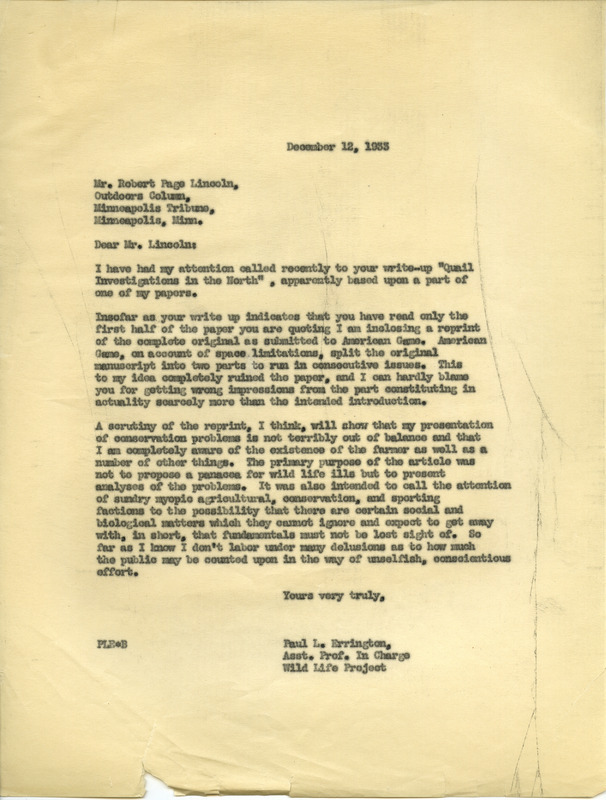 December 12, 1933
Mr. Robert Page Lincoln,
Outdoors Column,
Minneapolis Tribune,
Minneapolis, Minn.
Dear Mr. Lincoln:
I have had my attention called recently to your write-up "Quail
Investigations in the North" , apparently based upon a part of
one of my papers.
Insofar as your write up indicates that you have read only the
first half of the paper you are quoting I am inclosing a reprint
of the complete original as submitted to American Game. American
Game, on account of space limitations, split the original
manuscript into two parts to run in consecutive issues. This
to my idea completely ruined the paper, and I can hardly blame
you for getting wrong impressions from the part constituting in
actuality scarcely more than the intended introduction.
A scrutiny of the reprint, I think, will show that my presentation
of conservation problems is not terribly out of balance and that
I am completely aware of the existence of the farmer as well as a
number of other things. The primary purpose of the article was
not to propose a panacea for wild life ills but to present
analyses of the problems. It was also intended to call the attention
of sundry myopic agricultural, conservation, and sporting
factions to the possibility that there are certain social and
biological matters which they cannot ignore and expect to get away
with, in short, that fundamentals must not be lost sight of. So
far as I know I don't labor under many delusions as to how much
the public may be counted upon in the way of unselfish, conscientious
effort.
Yours very truly,
PLE*B
Paul L. Errington,
Asst. Prof. In Charge
Wild Life Project